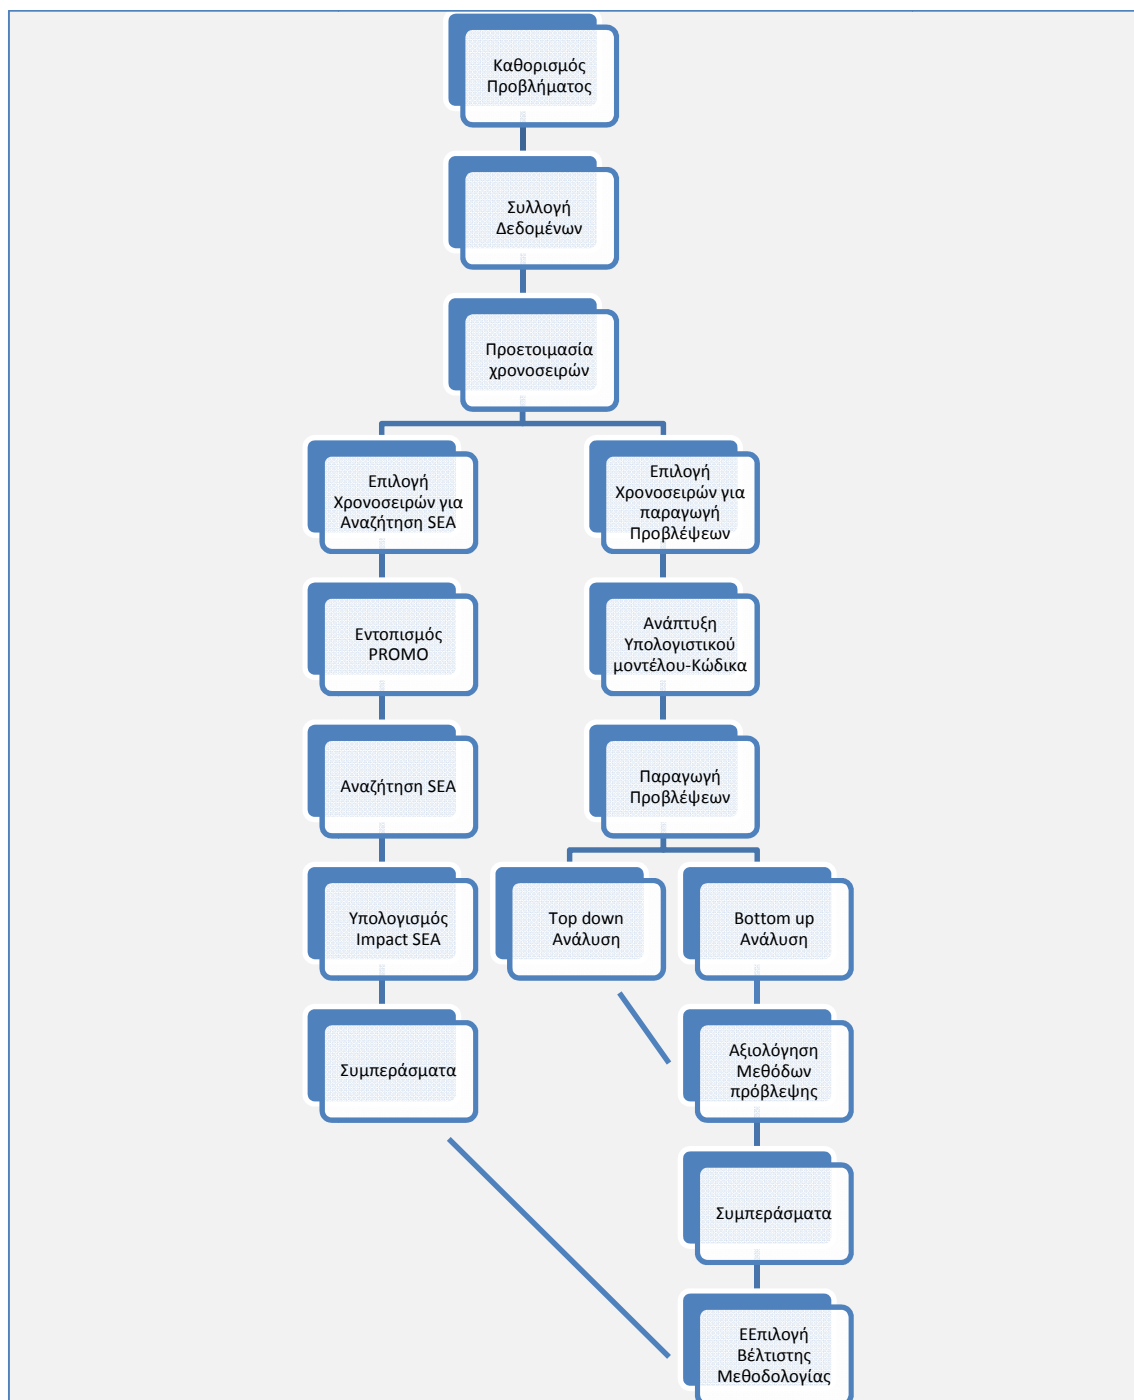 Καθορισμός
Προβλήματος
Συλλογή
Δεδομένων
Προετοιμασία
χρονοσειρών
Επιλογή
Χρονοσειρών για
Αναζήτηση SEA
Επιλογή
Χρονοσειρών για
παραγωγή
Προβλέψεων
Εντοπισμός
PROMO
Ανάπτυξη
Υπολογιστικού
μοντέλου-Κώδικα
Αναζήτηση SEA
Παραγωγή
Προβλέψεων
Υπολογισμός
Impact SEA
Top down
Ανάλυση
Bottom up
Ανάλυση
Συμπεράσματα
Αξιολόγηση
Μεθόδων
πρόβλεψης
Συμπεράσματα
ΕΕπιλογή
Βέλτιστης
Μεθοδολογίας